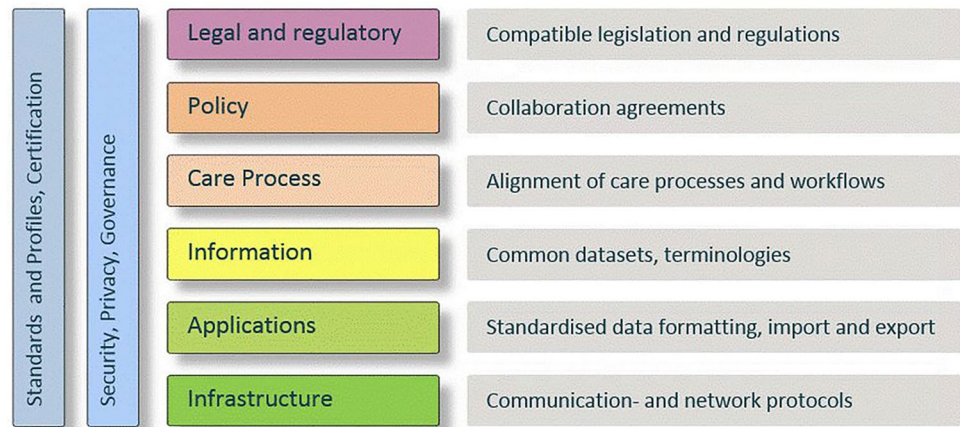 Standards and Profiles, Certification
Security, Privacy, Governance
Legal and regulatory
Compatible legislation and regulations
Policy
Collaboration agreements
Care Process
Alignment of care processes and workflows
Information
Common datasets, terminologies
Applications
Standardised data formatting, import and export
Infrastructure
Communication- and network protocols